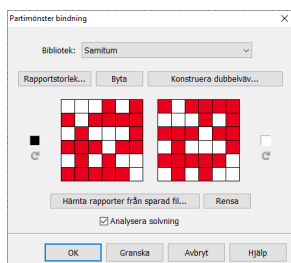 Partimönster bindning
Bibliotek: Samitum
Rapportstorlek... Byta Konstruera dubbelväv...
Hämta rapporter från sparad fil... Rensa
Analysera solvning
OK Granska Avbryt Hjälp